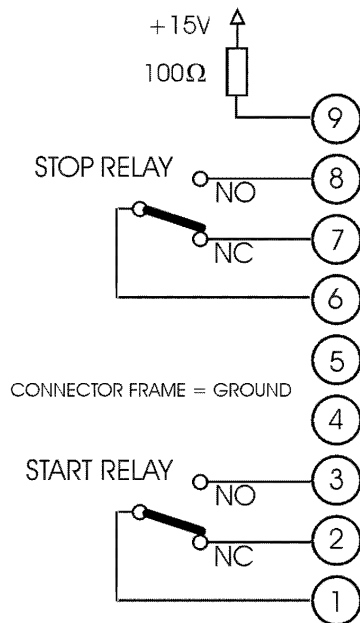 +15V
100Ω
9
STOP RELAY
8
NO
7
NC
6
5
CONNECTOR FRAME = GROUND
4
START RELAY
3
NO
2
NC
1